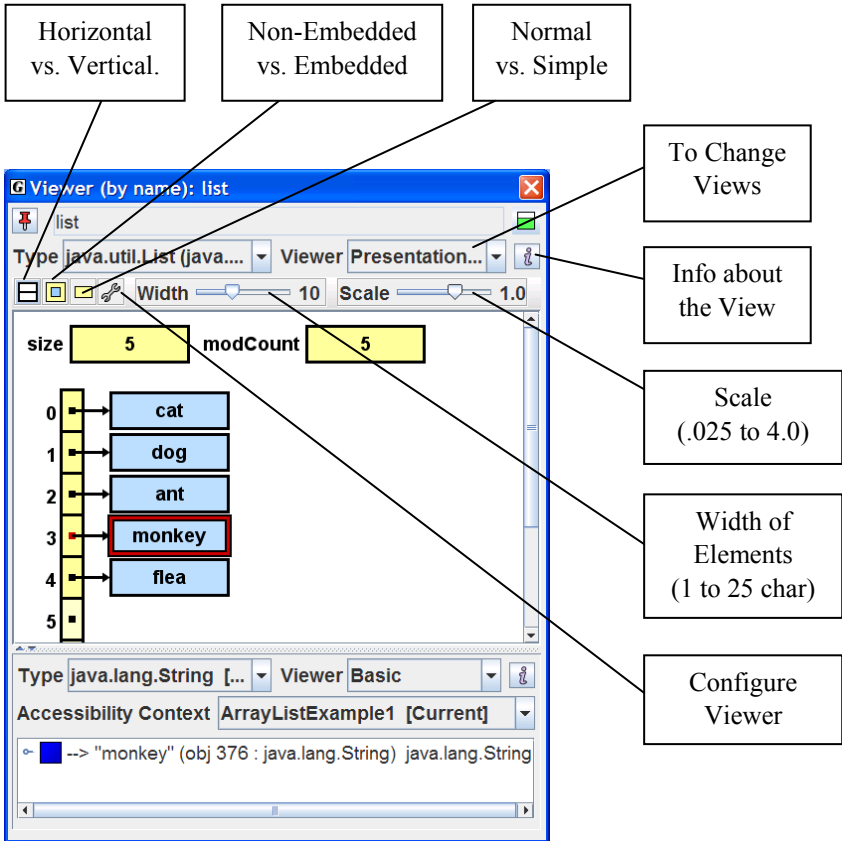 Horizontal
vs. Vertical.
Non-Embedded
vs. Embedded
Normal
vs. Simple
To Change
Views
Info about
the View
Scale
(.025 to 4.0)
Width of
Elements
(1 to 25 char)
Configure
Viewer
G Viewer (by name): list
list
Type java.util.List (java.... Viewer Presentation... i
Width 10 Scale 1.0
size 5 modCount 5
0 cat
1 dog
2 ant
3 monkey
4 flea
5
Type java.lang.String [... Viewer Basic i
Accessibility Context ArrayListExample1 [Current]
--> "monkey" (obj 376 : java.lang.String) java.lang.String